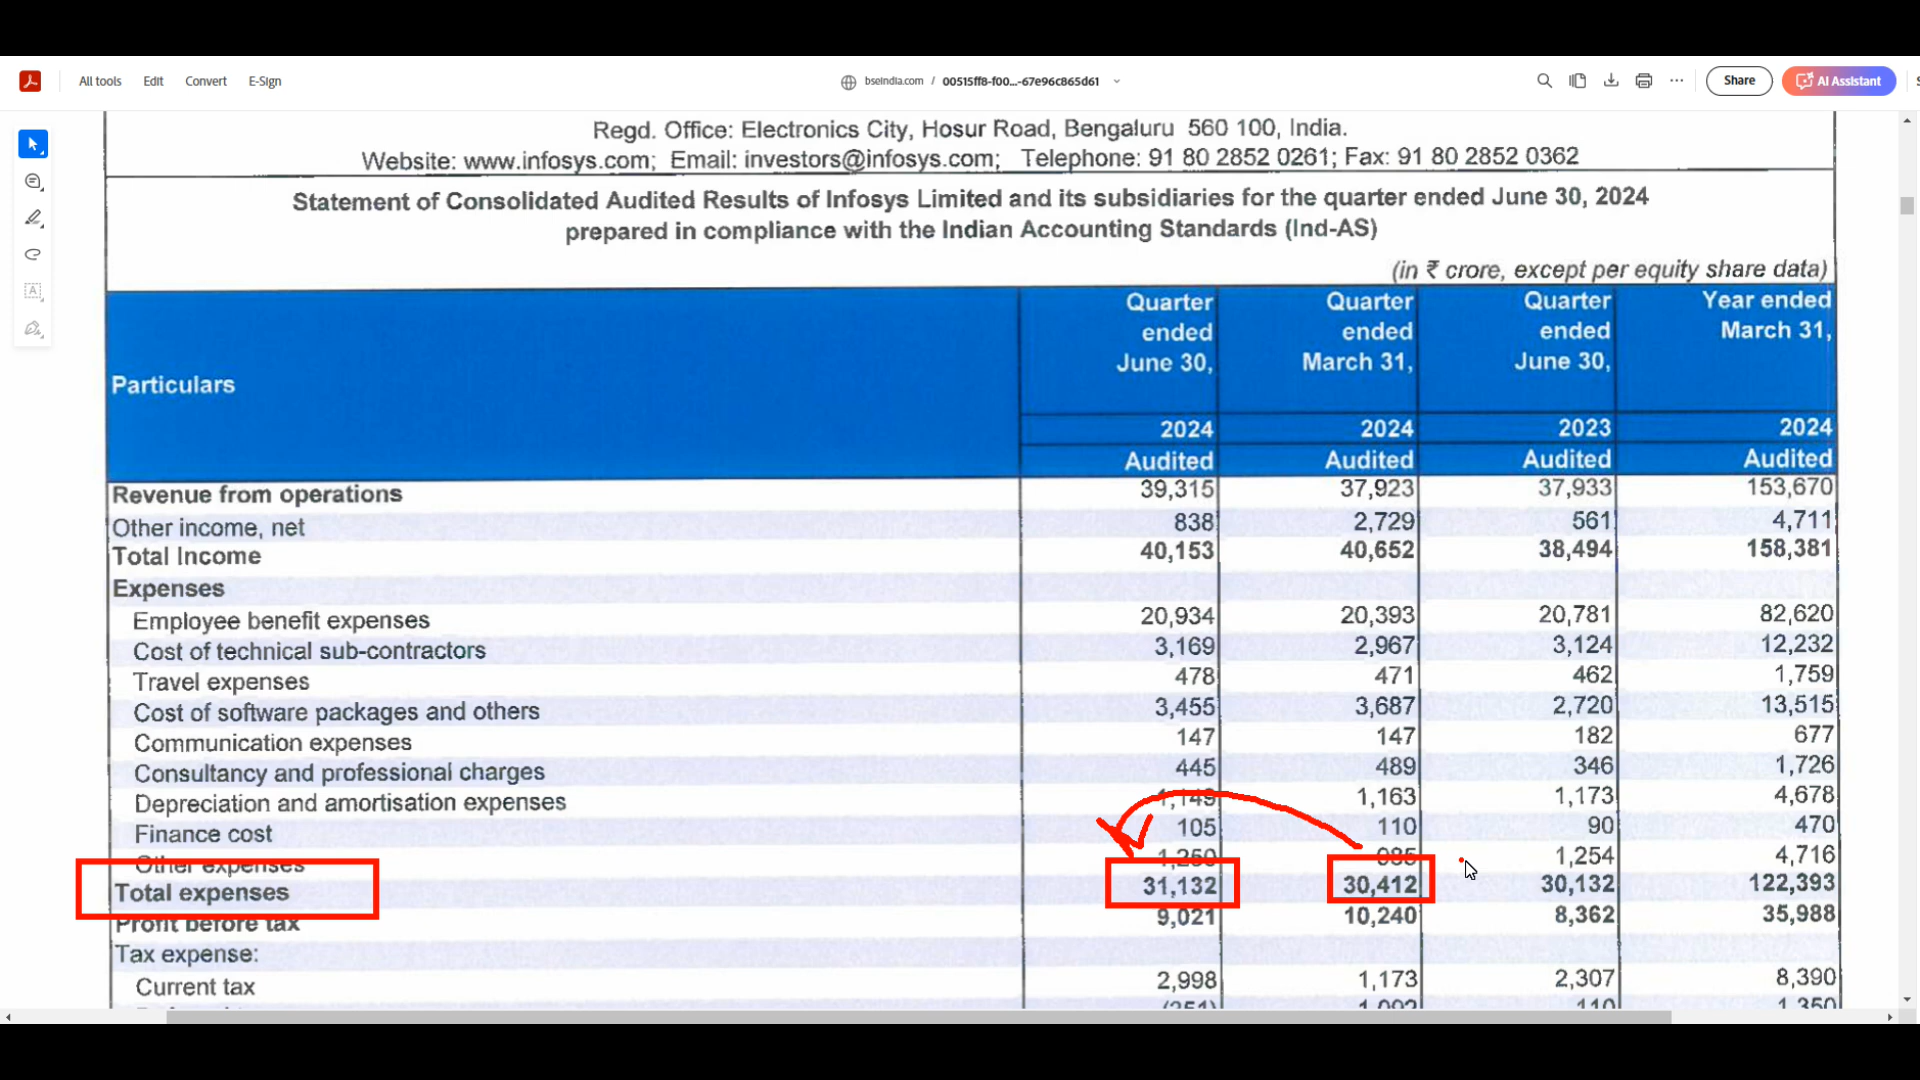 All tools Edit Convert E-Sign bseindia.com / 00515ff8-f00...-67e96c865d61 Share AI Assistant
Regd. Office: Electronics City, Hosur Road, Bengaluru 560 100, India.
Website: www.infosys.com; Email: investors@infosys.com; Telephone: 91 80 2852 0261; Fax: 91 80 2852 0362
Statement of Consolidated Audited Results of Infosys Limited and its subsidiaries for the quarter ended June 30, 2024
prepared in compliance with the Indian Accounting Standards (Ind-AS)
(in ₹ crore, except per equity share data)
Particulars
Quarter Quarter Quarter Year ended
ended ended ended March 31,
June 30, March 31, June 30,
2024 2024 2023 2024
Audited Audited Audited Audited
Revenue from operations 39,315 37,923 37,933 153,670
Other income, net 838 2,729 561 4,711
Total Income 40,153 40,652 38,494 158,381
Expenses
Employee benefit expenses 20,934 20,393 20,781 82,620
Cost of technical sub-contractors 3,169 2,967 3,124 12,232
Travel expenses 478 471 462 1,759
Cost of software packages and others 3,455 3,687 2,720 13,515
Communication expenses 147 147 182 677
Consultancy and professional charges 445 489 346 1,726
Depreciation and amortisation expenses 1,149 1,163 1,173 4,678
Finance cost 105 110 90 470
Other expenses 1,250 985 1,254 4,716
Total expenses 31,132 30,412 30,132 122,393
Profit before tax 9,021 10,240 8,362 35,988
Tax expense:
Current tax 2,998 1,173 2,307 8,390